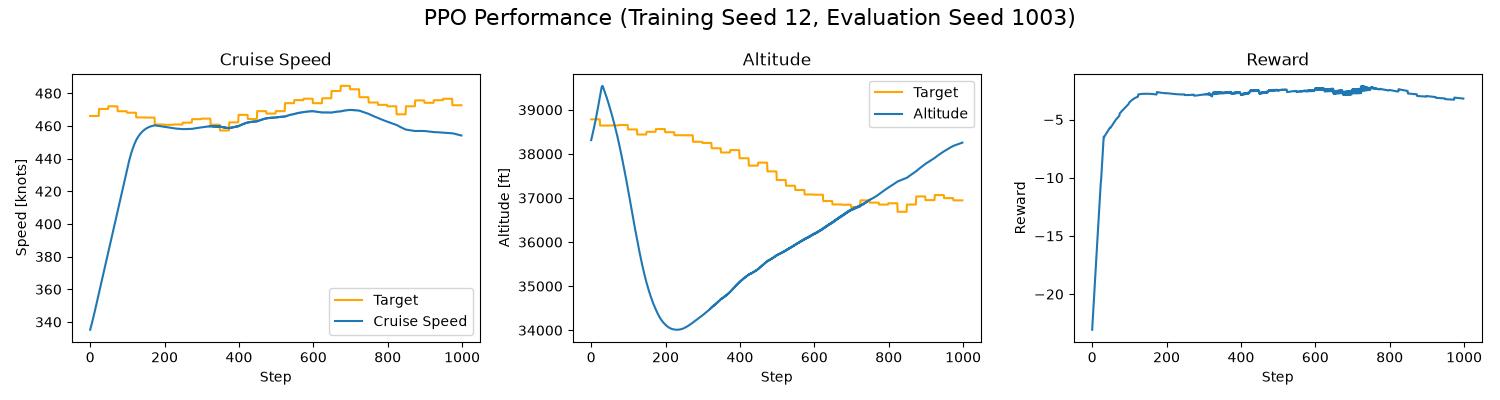 PPO Performance (Training Seed 12, Evaluation Seed 1003)
Cruise Speed
Speed [knots]
480
460
440
420
400
380
360
340
Target
Cruise Speed
0 200 400 600 800 1000
Step
Altitude
Altitude [ft]
39000
38000
37000
36000
35000
34000
Target
Altitude
0 200 400 600 800 1000
Step
Reward
Reward
−5
−10
−15
−20
0 200 400 600 800 1000
Step